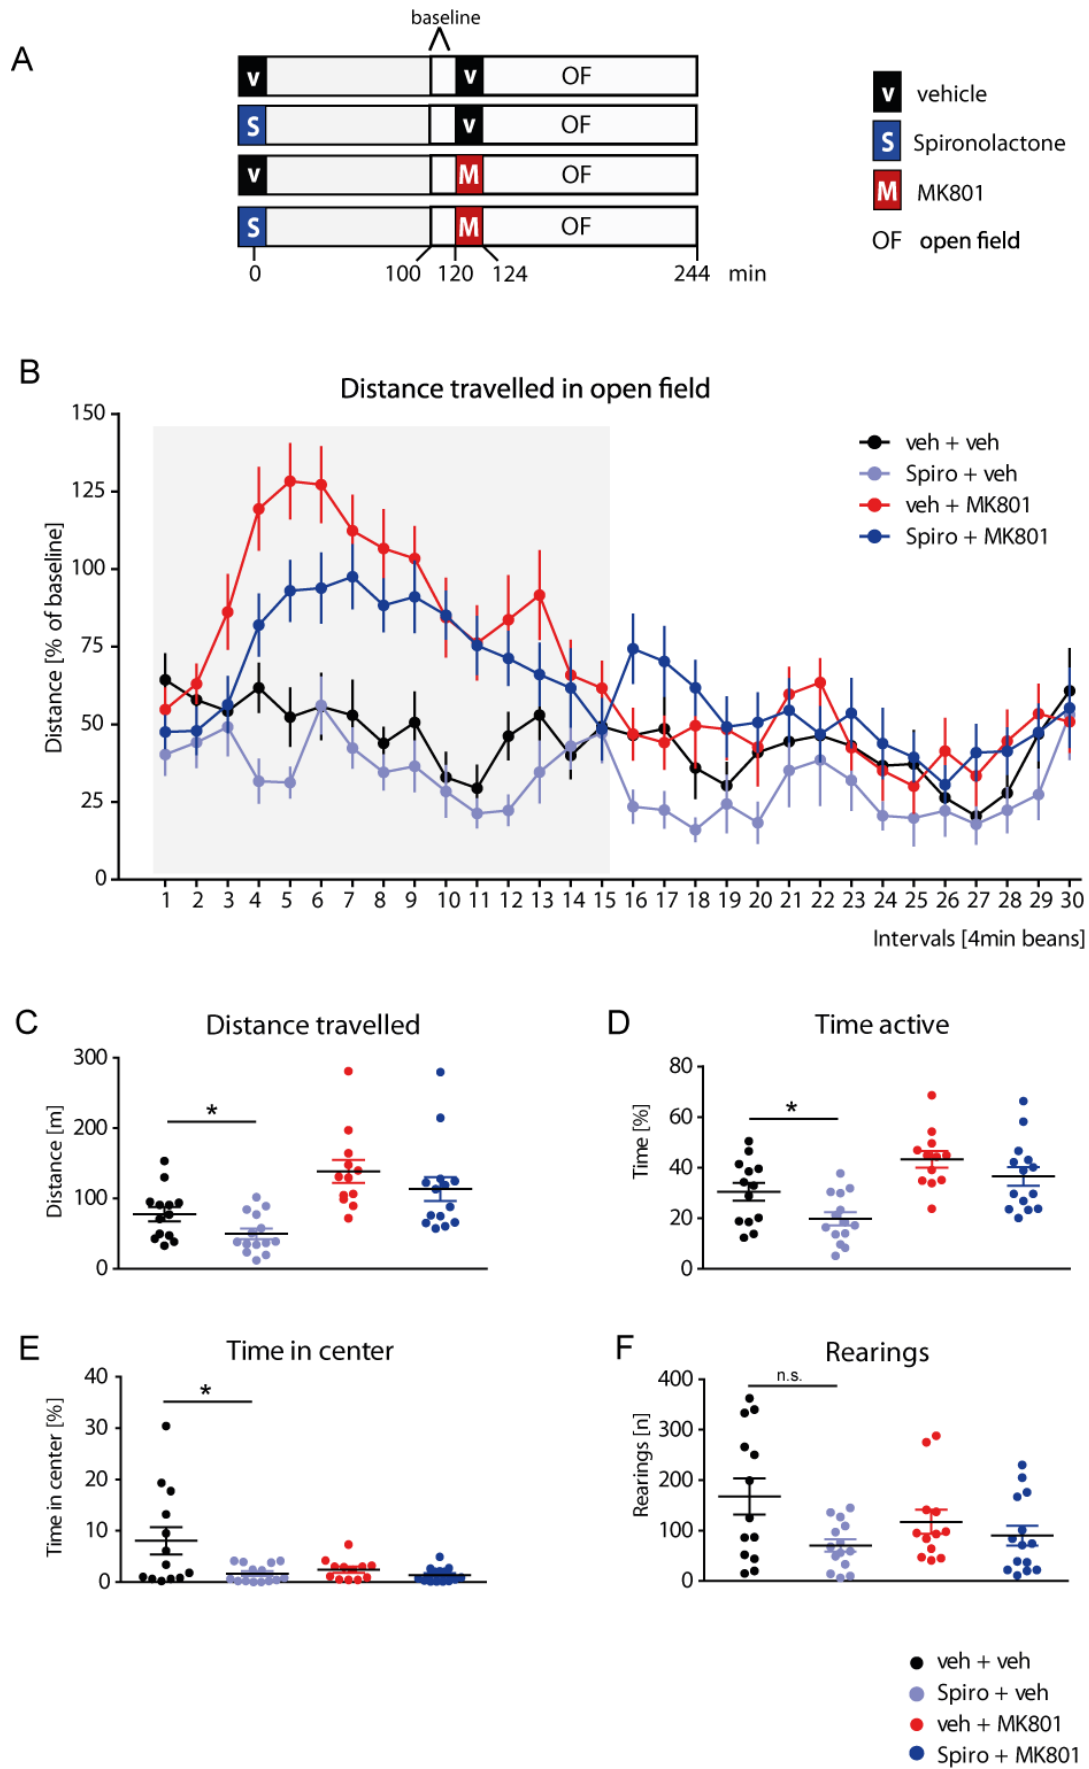 A
baseline
v v OF
S v OF
v M OF
S M OF
0 100 120 124 244 min
v vehicle
S Spironolactone
M MK801
OF open field
B
Distance travelled in open field
Distance [% of baseline]
150
125
100
75
50
25
0
1 2 3 4 5 6 7 8 9 10 11 12 13 14 15 16 17 18 19 20 21 22 23 24 25 26 27 28 29 30
Intervals [4min beans]
veh + veh
Spiro + veh
veh + MK801
Spiro + MK801
C
Distance travelled
Distance [m]
300
200
100
0
*
D
Time active
Time [%]
80
60
40
20
0
*
E
Time in center
Time in center [%]
40
30
20
10
0
*
F
Rearings
Rearings [n]
400
300
200
100
0
n.s.
veh + veh
Spiro + veh
veh + MK801
Spiro + MK801